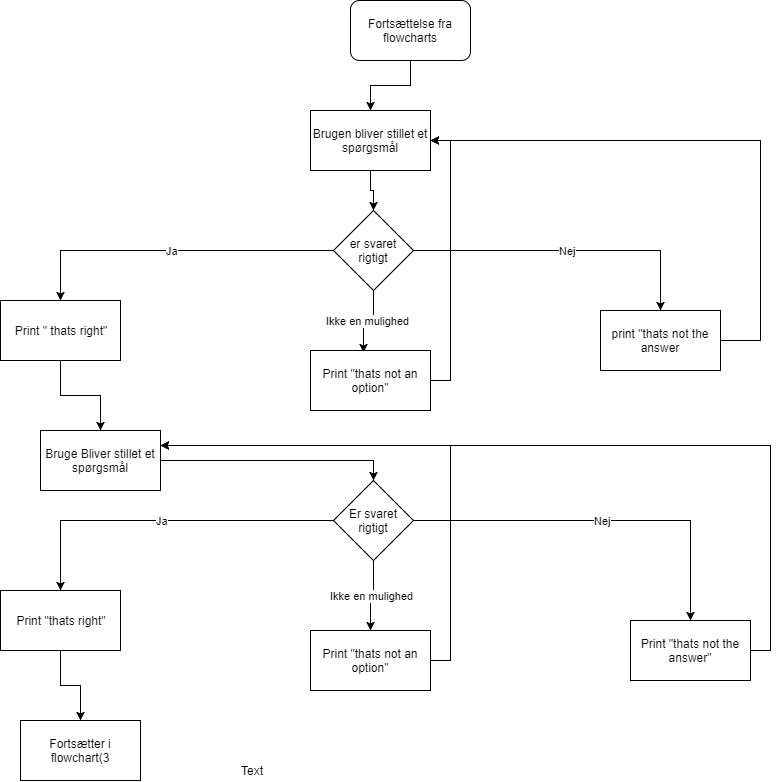 Fortsættelse fra
flowcharts
Brugen bliver stillet et
spørgsmål
er svaret
rigtigt
Ja
Nej
Ikke en mulighed
Print " thats right"
Print "thats not an
option"
print "thats not the
answer
Bruge Bliver stillet et
spørgsmål
Er svaret
rigtigt
Ja
Nej
Ikke en mulighed
Print "thats right"
Print "thats not an
option"
Print "thats not the
answer"
Fortsætter i
flowchart(3
Text